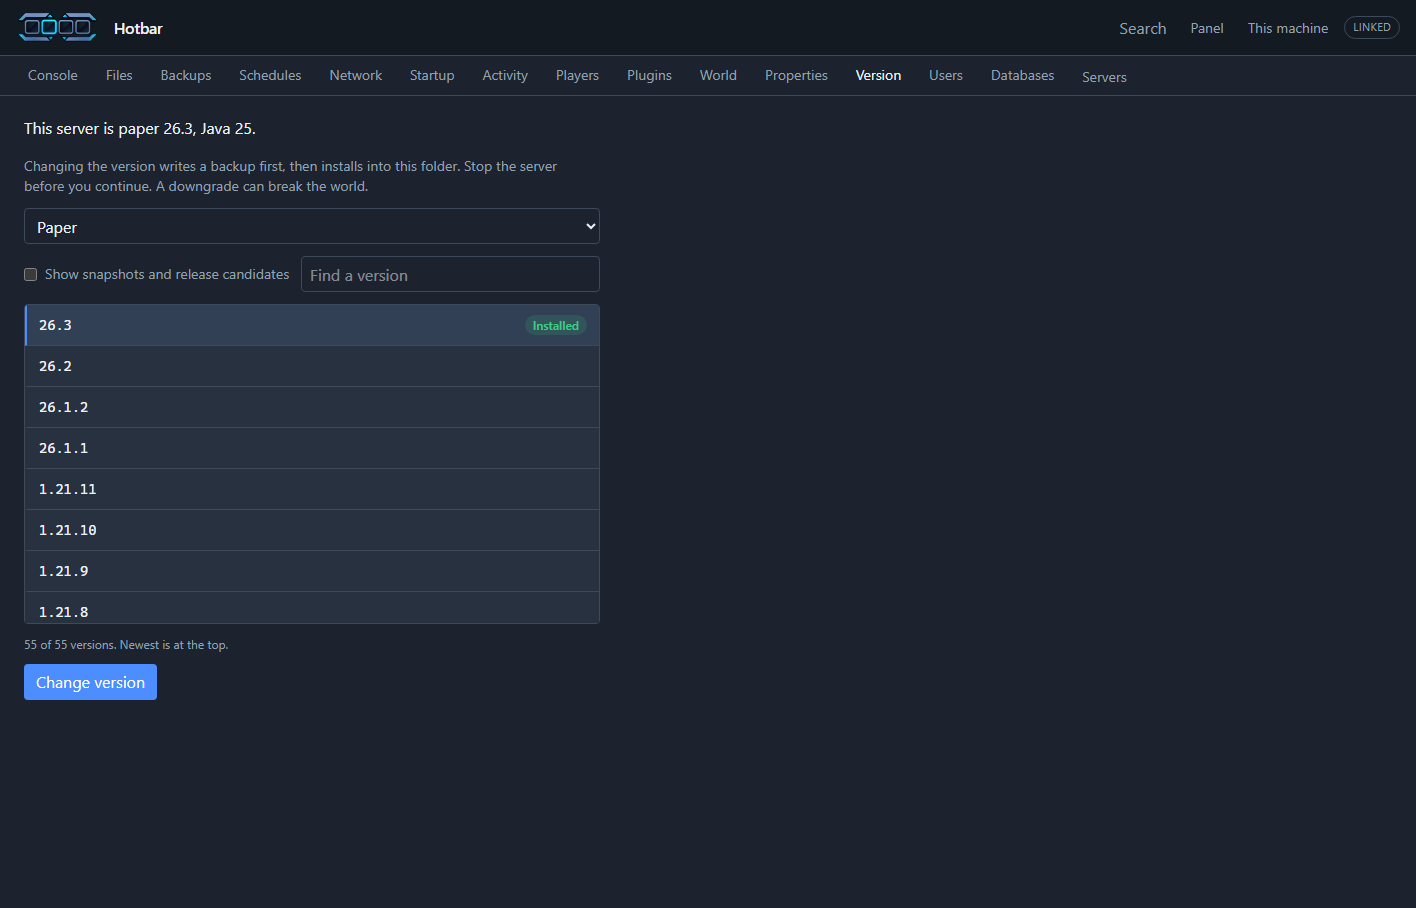 Hotbar
Search
Panel
This machine
LINKED
Console
Files
Backups
Schedules
Network
Startup
Activity
Players
Plugins
World
Properties
Version
Users
Databases
Servers
This server is paper 26.3, Java 25.
Changing the version writes a backup first, then installs into this folder. Stop the server
before you continue. A downgrade can break the world.
Paper
Show snapshots and release candidates
Find a version
26.3
Installed
26.2
26.1.2
26.1.1
1.21.11
1.21.10
1.21.9
1.21.8
55 of 55 versions. Newest is at the top.
Change version